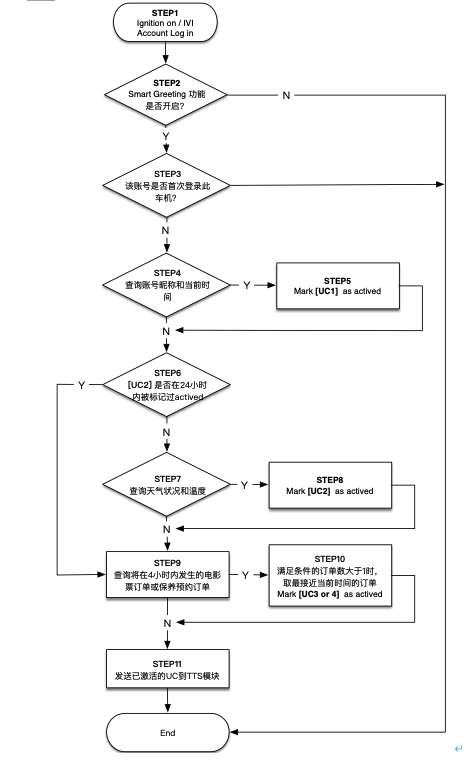 STEP1
Ignition on / IVI
Account Log in
STEP2
Smart Greeting 功能
是否开启?
N
Y
STEP3
该账号是否首次登录此
车机?
N
STEP4
查询账号昵称和当前时
间
Y
STEP5
Mark [UC1] as actived
N
STEP6
[UC2] 是否在24小时
内被标记过actived
Y
N
STEP7
查询天气状况和温度
Y
STEP8
Mark [UC2] as actived
N
STEP9
查询将在4小时内发生的电影
票订单或保养预约订单
Y
STEP10
满足条件的订单数大于1时,
取最接近当前时间的订单
Mark [UC3 or 4] as actived
N
STEP11
发送已激活的UC到TTS模块
End